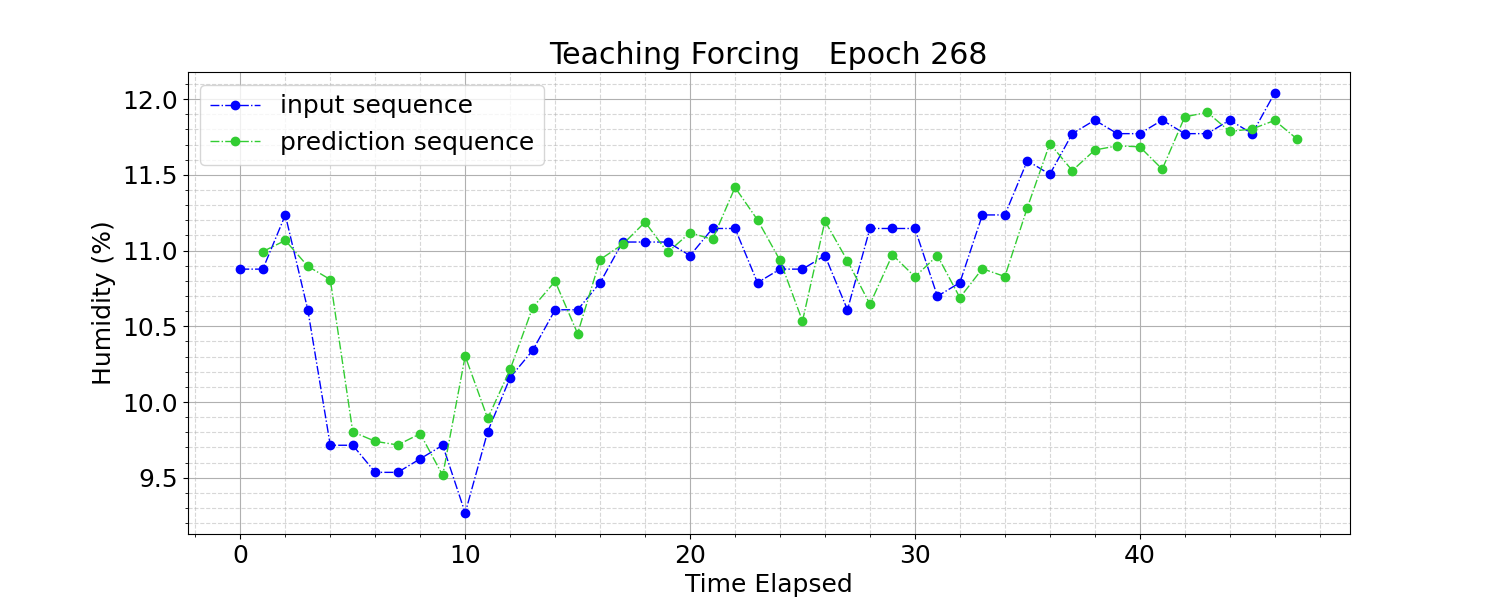 Teaching Forcing   Epoch 268
input sequence
prediction sequence
Humidity (%)
12.0
11.5
11.0
10.5
10.0
9.5
0 10 20 30 40
Time Elapsed